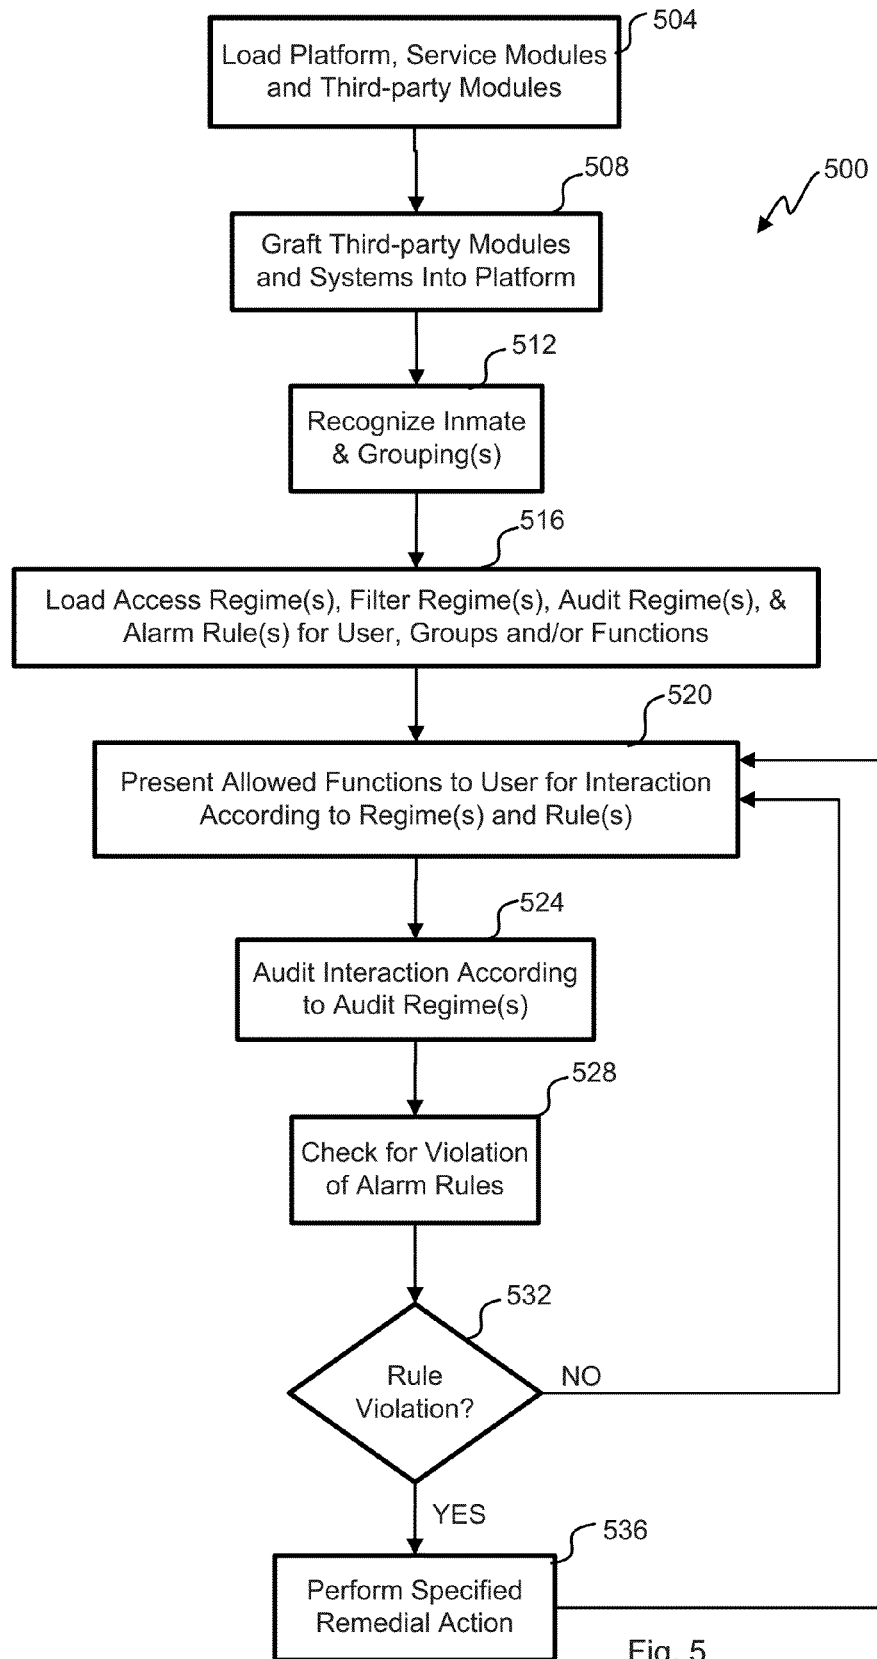 504
Load Platform, Service Modules
and Third-party Modules
508
500
Graft Third-party Modules
and Systems Into Platform
512
Recognize Inmate
& Grouping(s)
516
Load Access Regime(s), Filter Regime(s), Audit Regime(s), &
Alarm Rule(s) for User, Groups and/or Functions
520
Present Allowed Functions to User for Interaction
According to Regime(s) and Rule(s)
524
Audit Interaction According
to Audit Regime(s)
528
Check for Violation
of Alarm Rules
532
Rule
Violation?
NO
YES
536
Perform Specified
Remedial Action
Fig. 5